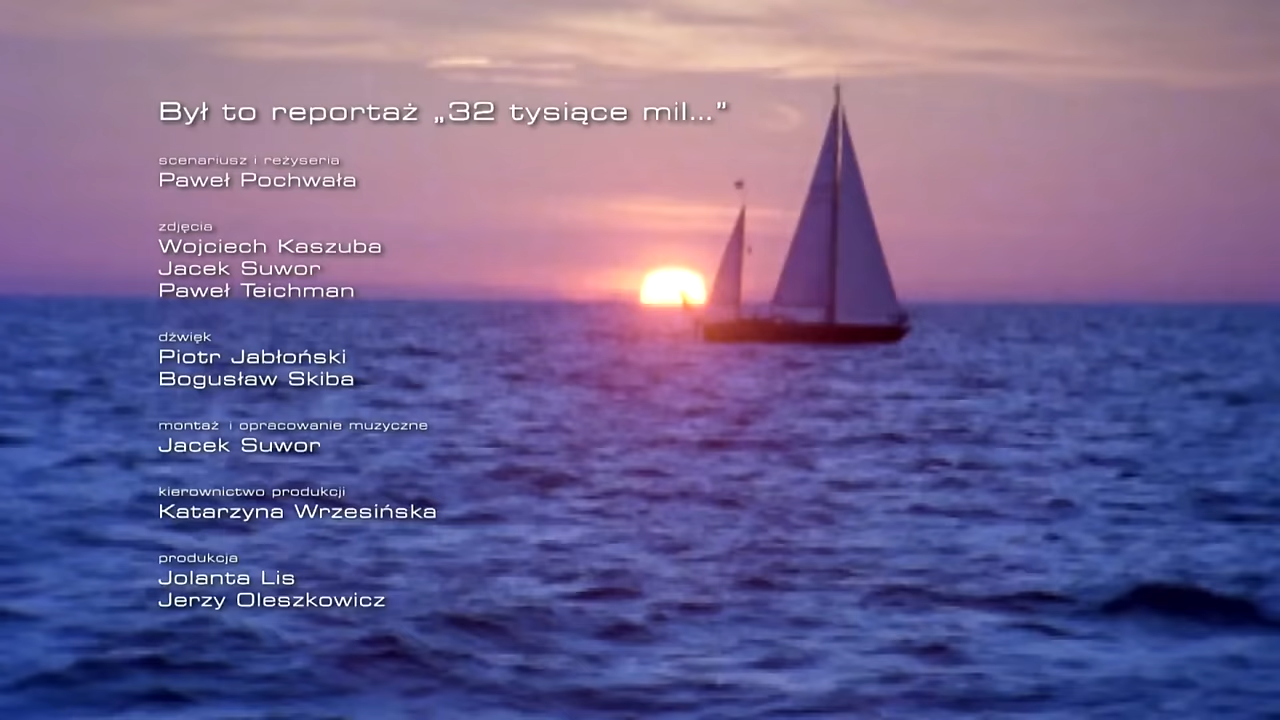 Był to reportaż „32 tysiące mil...”
scenariusz i reżyseria
Paweł Pochwała
zdjęcia
Wojciech Kaszuba
Jacek Suwor
Paweł Teichman
dźwięk
Piotr Jabłoński
Bogusław Skiba
montaż i opracowanie muzyczne
Jacek Suwor
kierownictwo produkcji
Katarzyna Wrzesińska
produkcja
Jolanta Lis
Jerzy Oleszkowicz